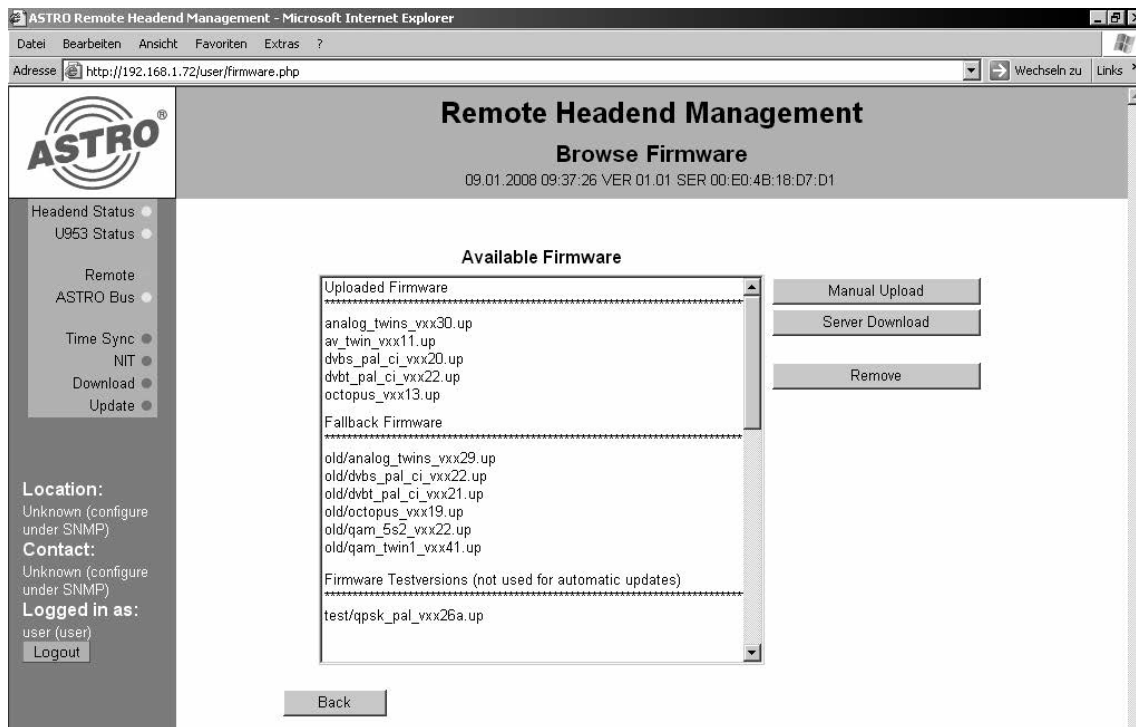 ASTRO Remote Headend Management - Microsoft Internet Explorer
Datei Bearbeiten Ansicht Favoriten Extras ?
Adresse http://192.168.1.72/user/firmware.php Wechseln zu Links »
ASTRO®
Remote Headend Management
Browse Firmware
09.01.2008 09:37:26 VER 01.01 SER 00:E0:4B:18:D7:D1
Headend Status
U953 Status
Remote
ASTRO Bus
Time Sync
NIT
Download
Update
Location:
Unknown (configure
under SNMP)
Contact:
Unknown (configure
under SNMP)
Logged in as:
user (user)
Logout
Available Firmware
Uploaded Firmware
analog_twins_vxx30.up
av_twin_vxx11.up
dvbs_pal_ci_vxx20.up
dvbt_pal_ci_vxx22.up
octopus_vxx13.up
Fallback Firmware
old/analog_twins_vxx29.up
old/dvbs_pal_ci_vxx22.up
old/dvbt_pal_ci_vxx21.up
old/octopus_vxx19.up
old/qam_5s2_vxx22.up
old/qam_twin1_vxx41.up
Firmware Testversions (not used for automatic updates)
test/qpsk_pal_vxx26a.up
Manual Upload
Server Download
Remove
Back